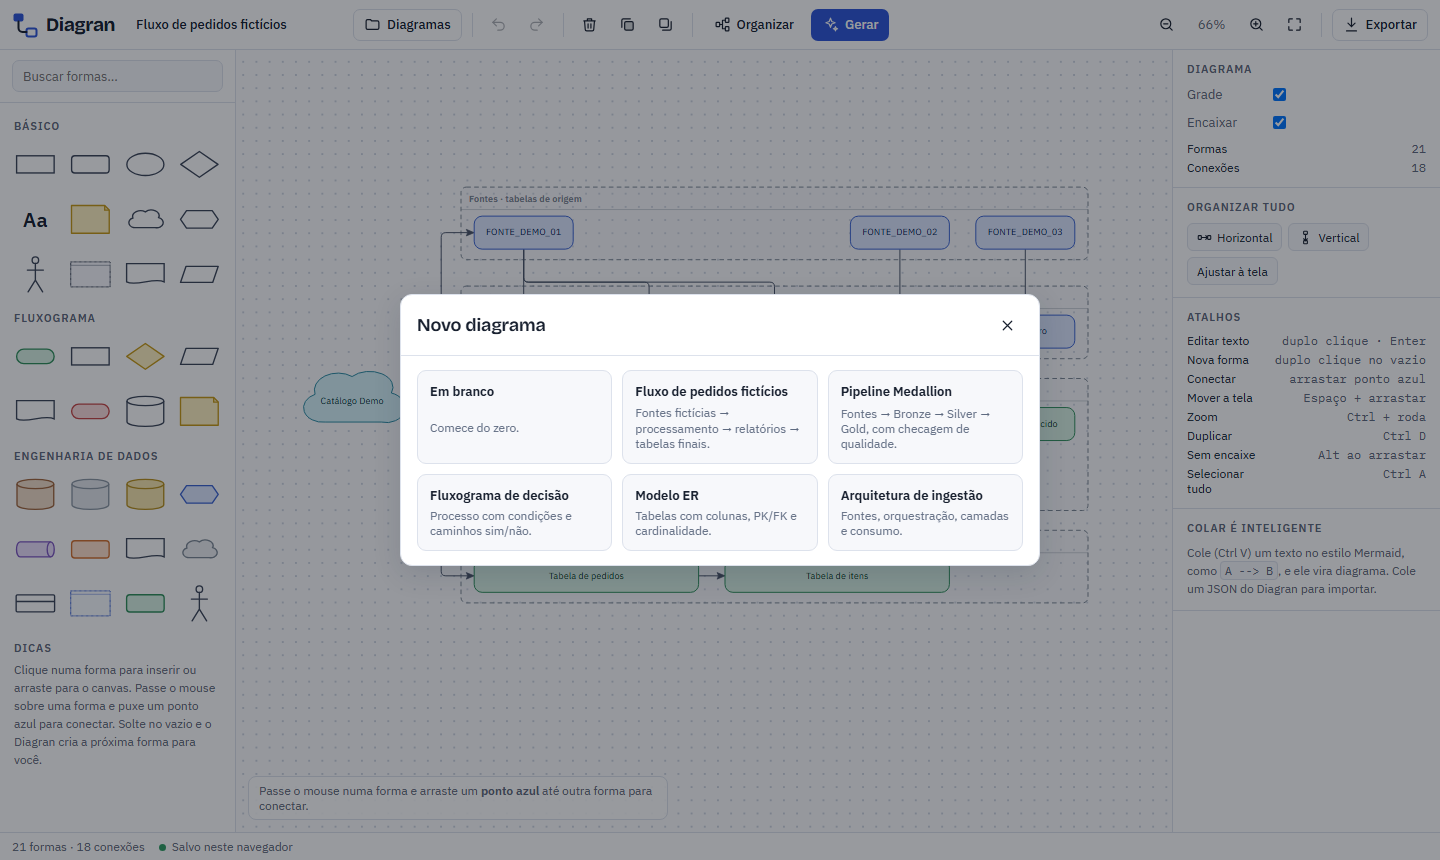 Diagran
Fluxo de pedidos fictícios
Diagramas
Organizar
Gerar
66%
Exportar
Buscar formas...
BÁSICO
Aa
FLUXOGRAMA
ENGENHARIA DE DADOS
DICAS
Clique numa forma para inserir ou
arraste para o canvas. Passe o mouse
sobre uma forma e puxe um ponto
azul para conectar. Solte no vazio e o
Diagran cria a próxima forma para
você.
Fontes · tabelas de origem
FONTE_DEMO_01
FONTE_DEMO_02
FONTE_DEMO_03
Catálogo Demo
Novo diagrama
Em branco
Comece do zero.
Fluxo de pedidos fictícios
Fontes fictícias →
processamento → relatórios →
tabelas finais.
Pipeline Medallion
Fontes → Bronze → Silver →
Gold, com checagem de
qualidade.
Fluxograma de decisão
Processo com condições e
caminhos sim/não.
Modelo ER
Tabelas com colunas, PK/FK e
cardinalidade.
Arquitetura de ingestão
Fontes, orquestração, camadas
e consumo.
Tabela de pedidos
Tabela de itens
Passe o mouse numa forma e arraste um ponto azul até outra forma para
conectar.
DIAGRAMA
Grade
Encaixar
Formas 21
Conexões 18
ORGANIZAR TUDO
Horizontal
Vertical
Ajustar à tela
ATALHOS
Editar texto duplo clique · Enter
Nova forma duplo clique no vazio
Conectar arrastar ponto azul
Mover a tela Espaço + arrastar
Zoom Ctrl + roda
Duplicar Ctrl D
Sem encaixe Alt ao arrastar
Selecionar Ctrl A
tudo
COLAR É INTELIGENTE
Cole (Ctrl V) um texto no estilo Mermaid,
como A --> B, e ele vira diagrama. Cole
um JSON do Diagran para importar.
21 formas · 18 conexões
Salvo neste navegador